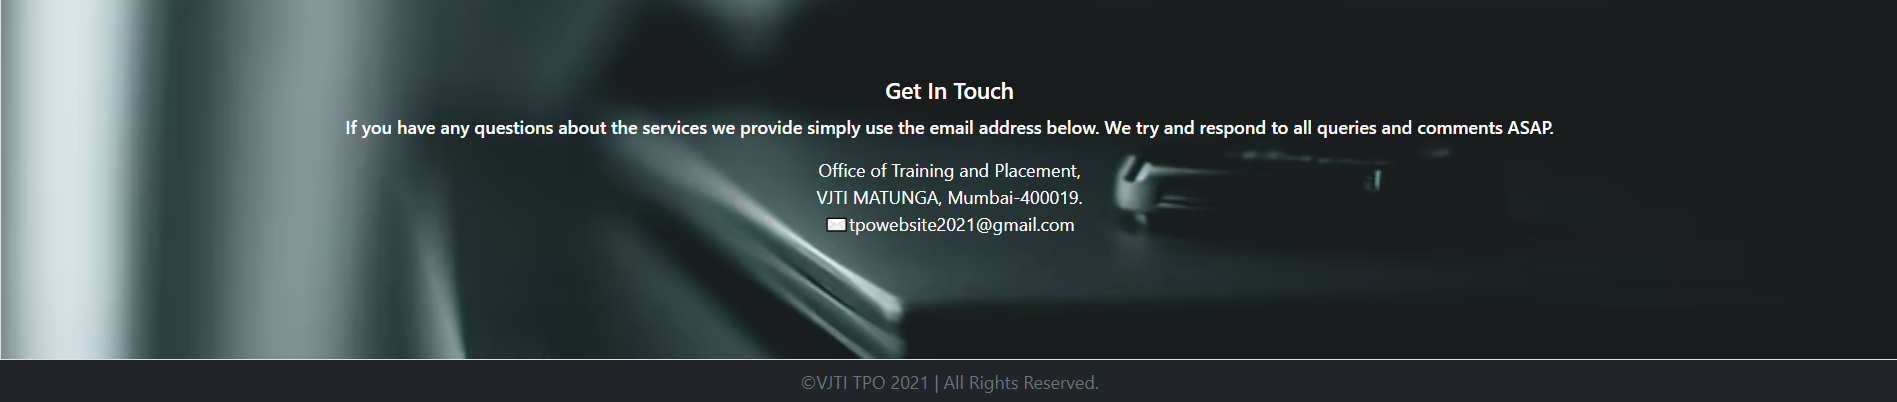 Get In Touch
If you have any questions about the services we provide simply use the email address below. We try and respond to all queries and comments ASAP.
Office of Training and Placement,
VJTI MATUNGA, Mumbai-400019.
✉tpowebsite2021@gmail.com
©VJTI TPO 2021 | All Rights Reserved.